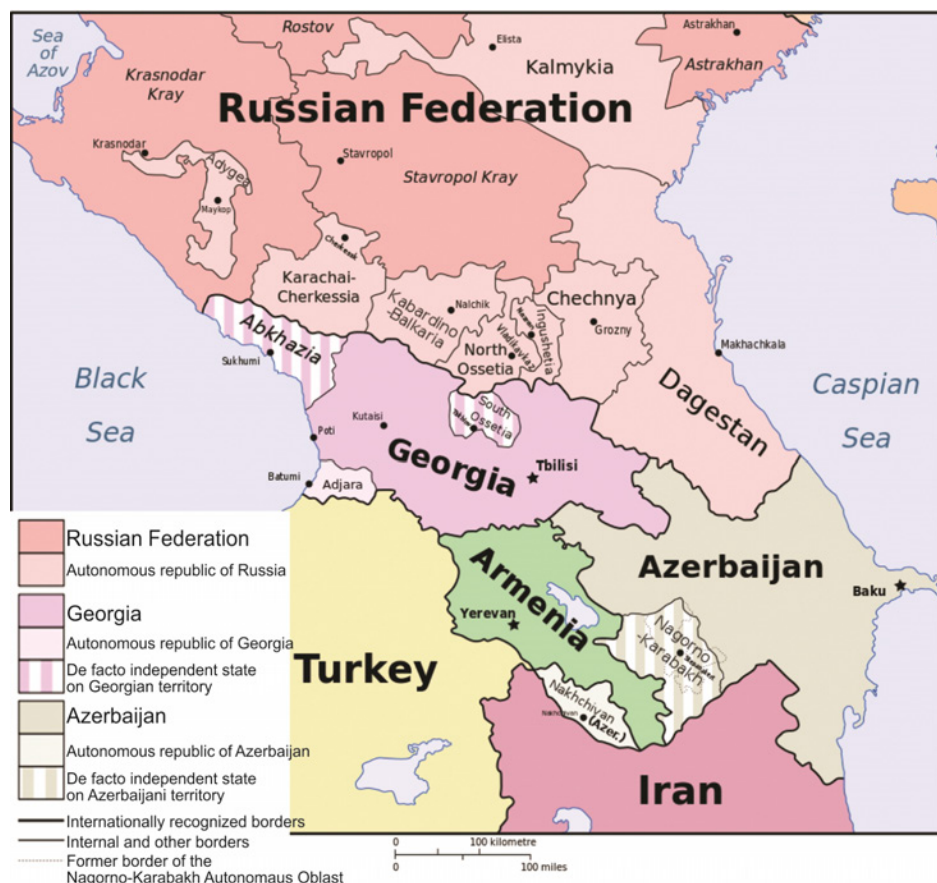 Sea
of
Azov
Rostov
Elista
Astrakhan
Kalmykia
Astrakhan
Krasnodar
Kray
Russian Federation
Krasnodar
Adygea
Stavropol
Stavropol Kray
Maykop
Cherkessk
Karachai-
Cherkessia
Kabardino
-Balkaria
Nalchik
Ingushetia
Vladikavkaz
North
Ossetia
Chechnya
Grozny
Makhachkala
Dagestan
Abkhazia
Sukhumi
Black
Sea
Caspian
Sea
South
Ossetia
Kutaisi
Poti
Georgia
Tbilisi
Batumi
Adjara
Armenia
Yerevan
Azerbaijan
Baku
Nagorno
-Karabakh
Turkey
Nakhchivan
Nakhchivan
(Azer.)
Iran
Russian Federation
Autonomous republic of Russia
Georgia
Autonomous republic of Georgia
De facto independent state
on Georgian territory
Azerbaijan
Autonomous republic of Azerbaijan
De facto independent state
on Azerbaijani territory
Internationally recognized borders
Internal and other borders
Former border of the
Nagorno-Karabakh Autonomaus Oblast
0 100 kilometre
0 100 miles